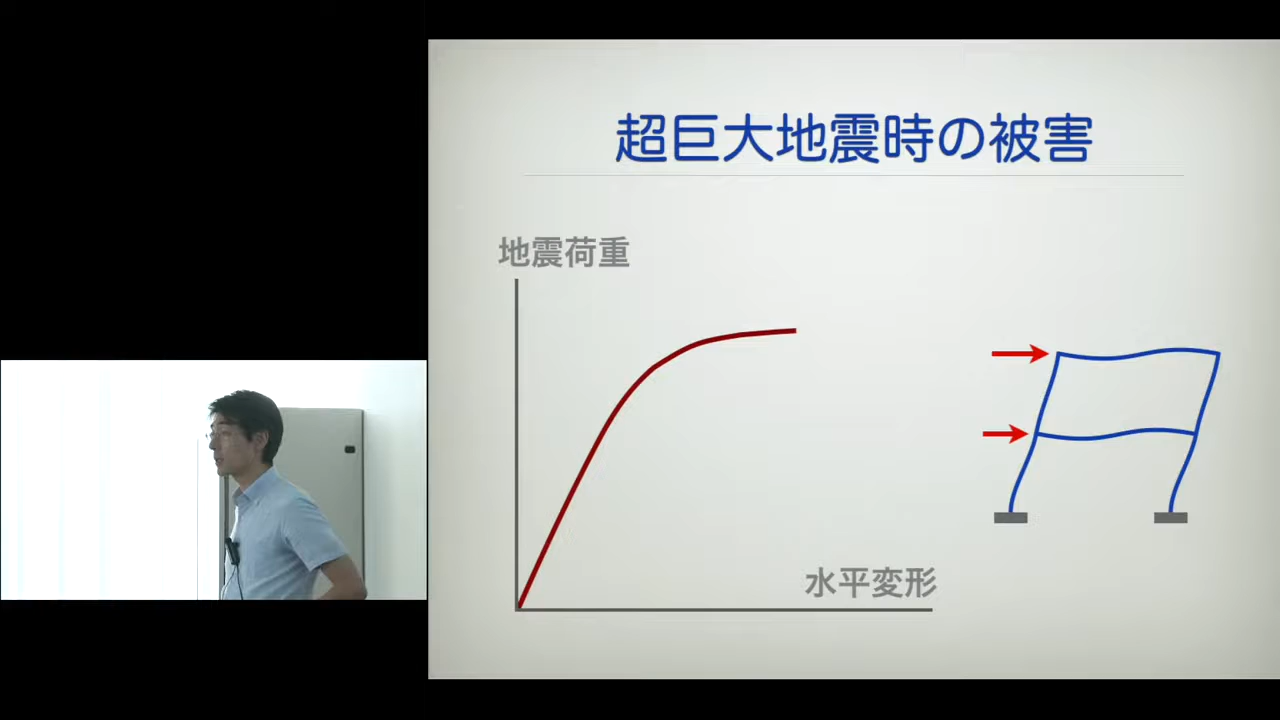 超巨大地震時の被害
地震荷重
水平変形